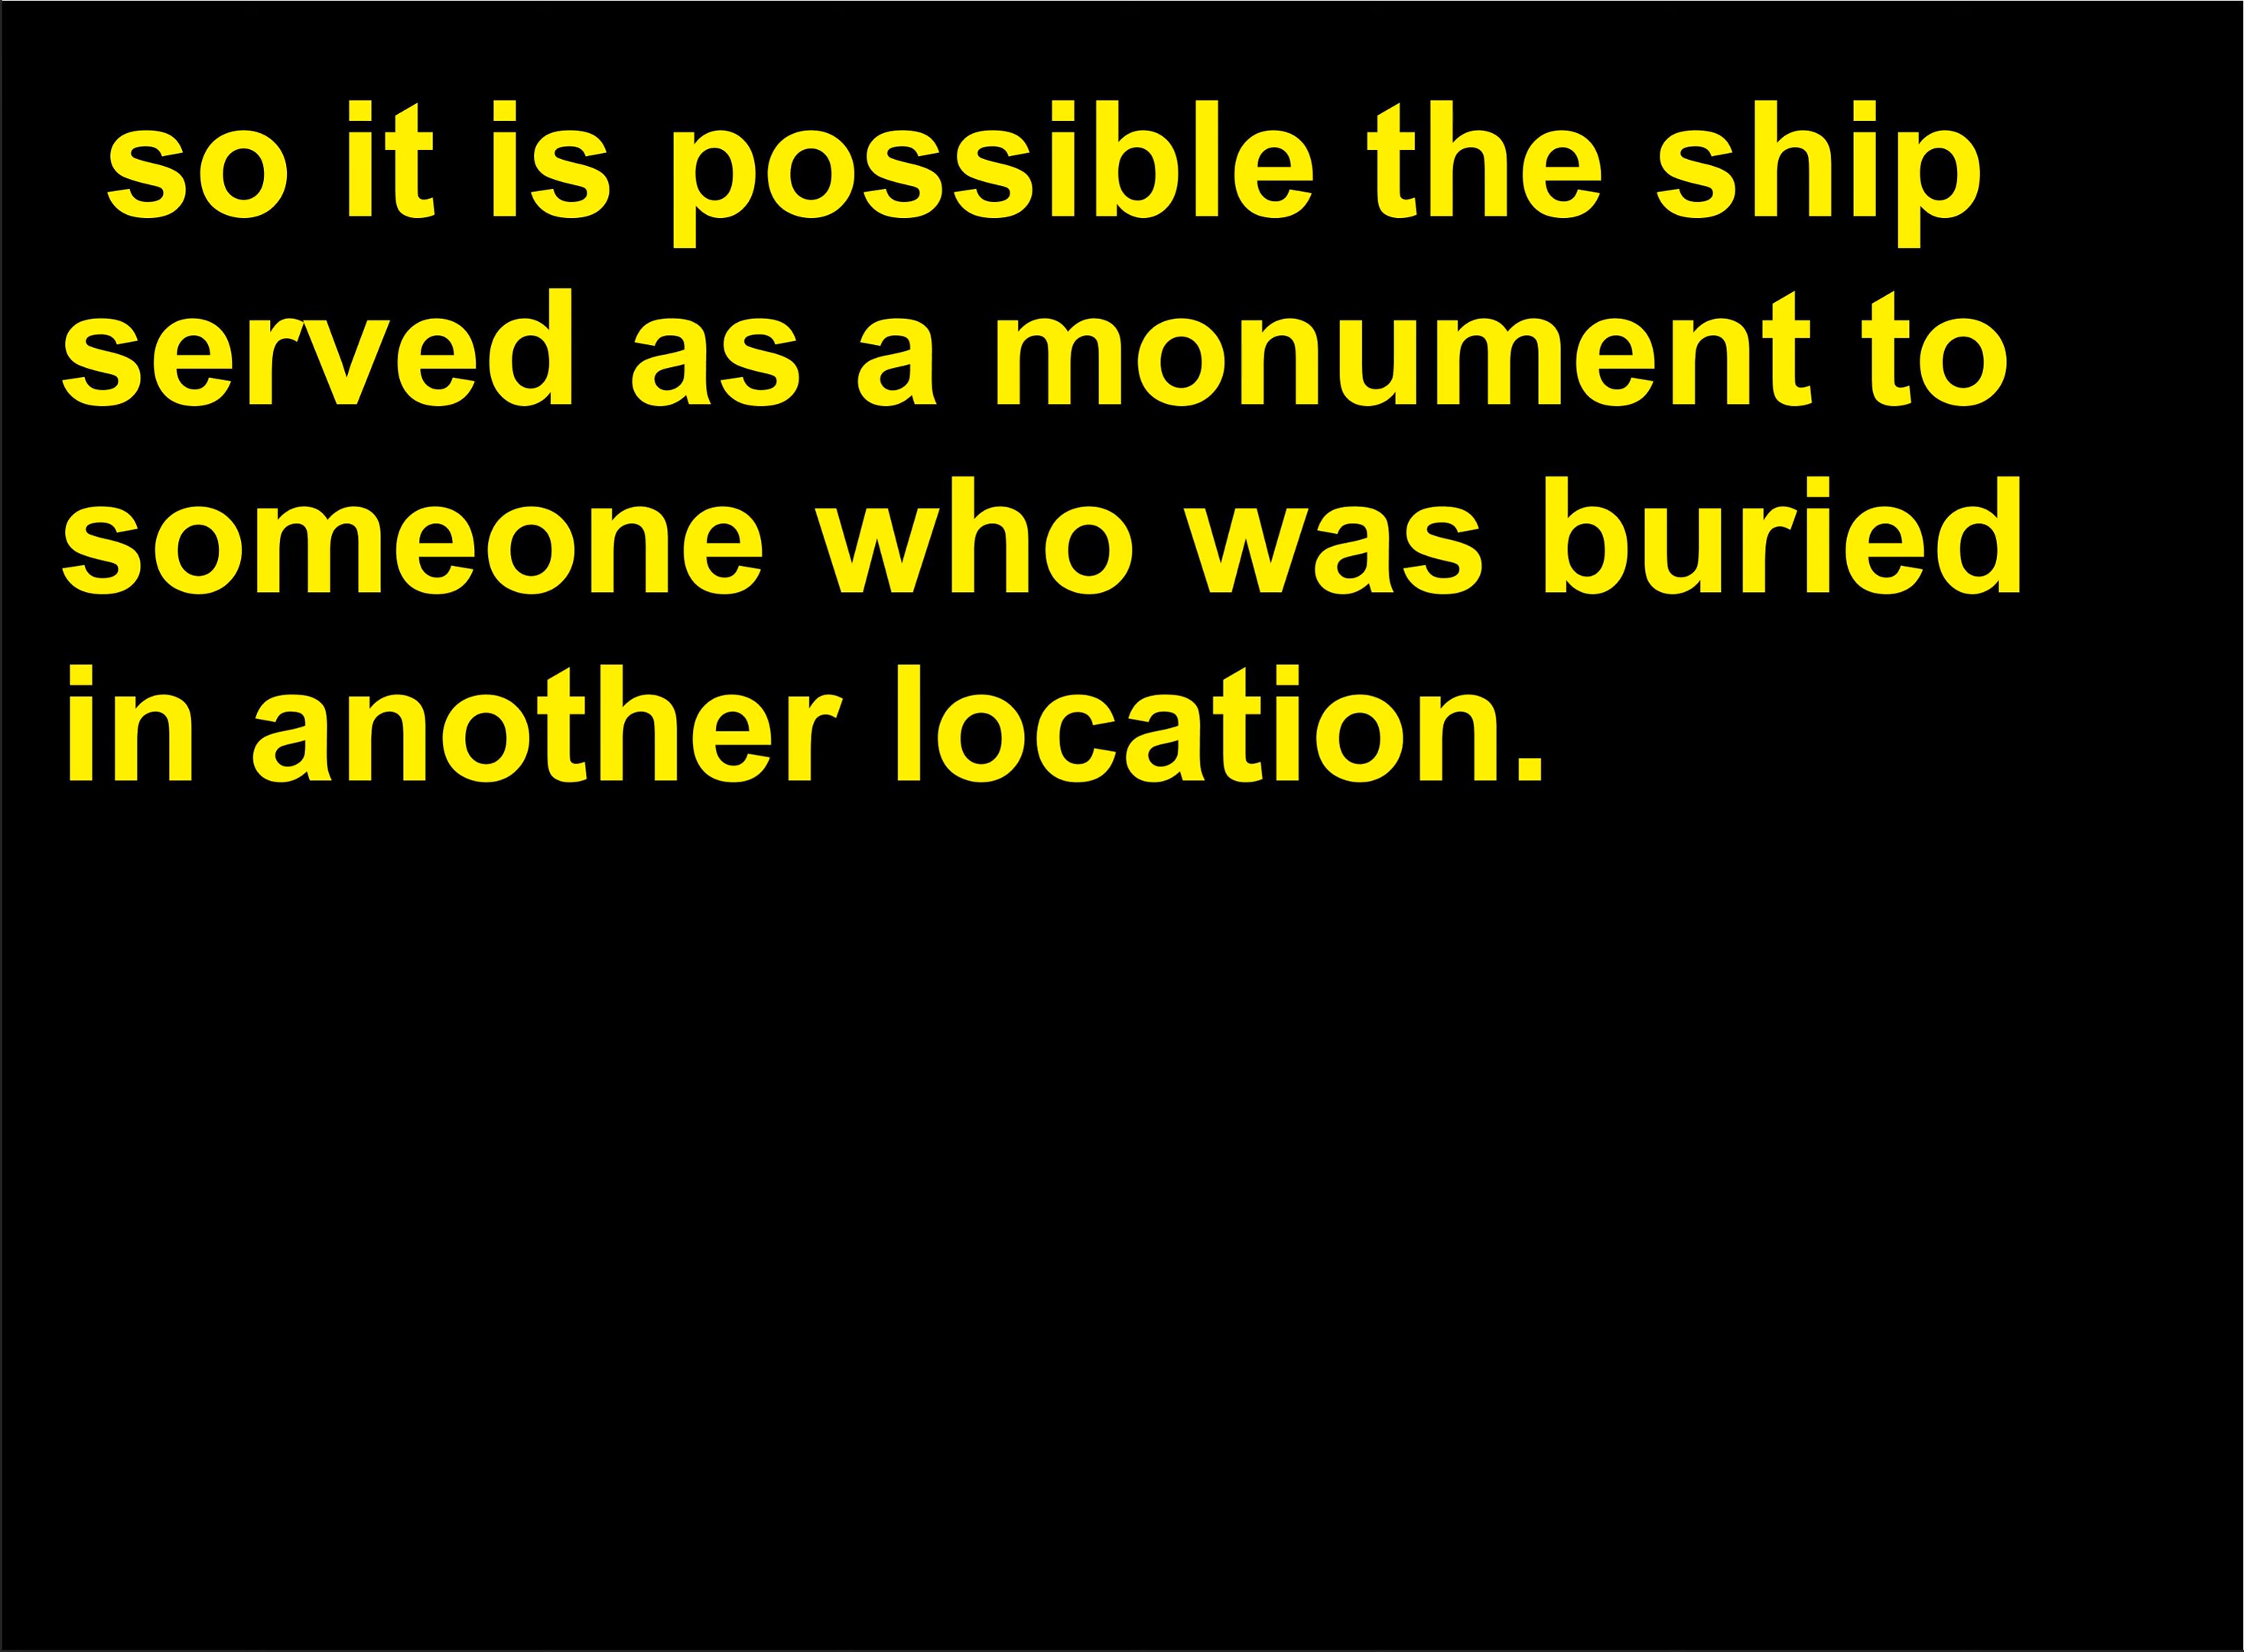 so it is possible the ship
served as a monument to
someone who was buried
in another location.